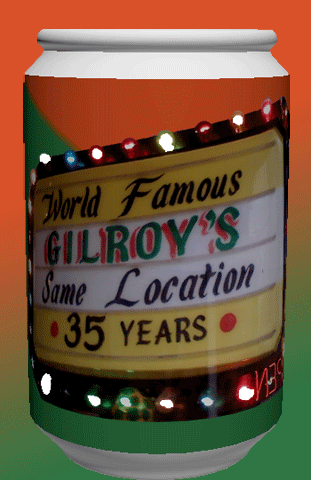 World Famous
GILROY'S
Same Location
• 35 YEARS •